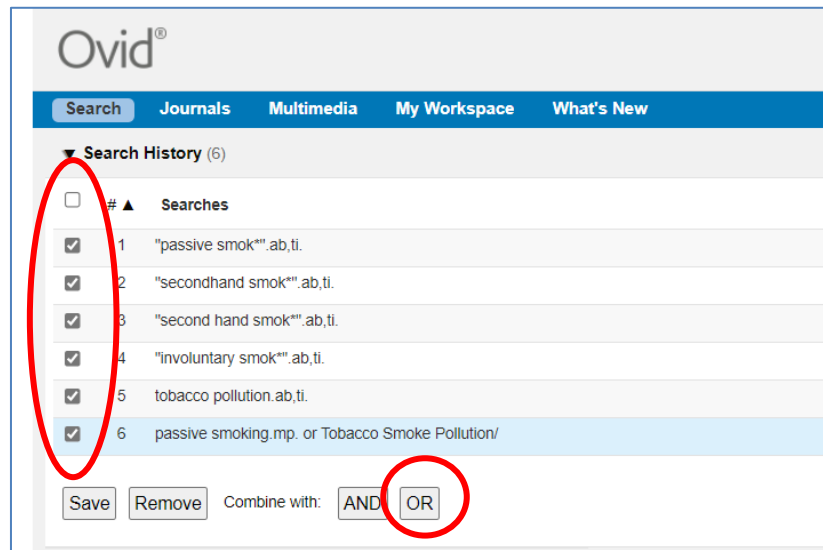 Ovid®
Search Journals Multimedia My Workspace What's New
▼ Search History (6)
# ▲ Searches
1 "passive smok*".ab,ti.
2 "secondhand smok*".ab,ti.
3 "second hand smok*".ab,ti.
4 "involuntary smok*".ab,ti.
5 tobacco pollution.ab,ti.
6 passive smoking.mp. or Tobacco Smoke Pollution/
Save Remove Combine with: AND OR